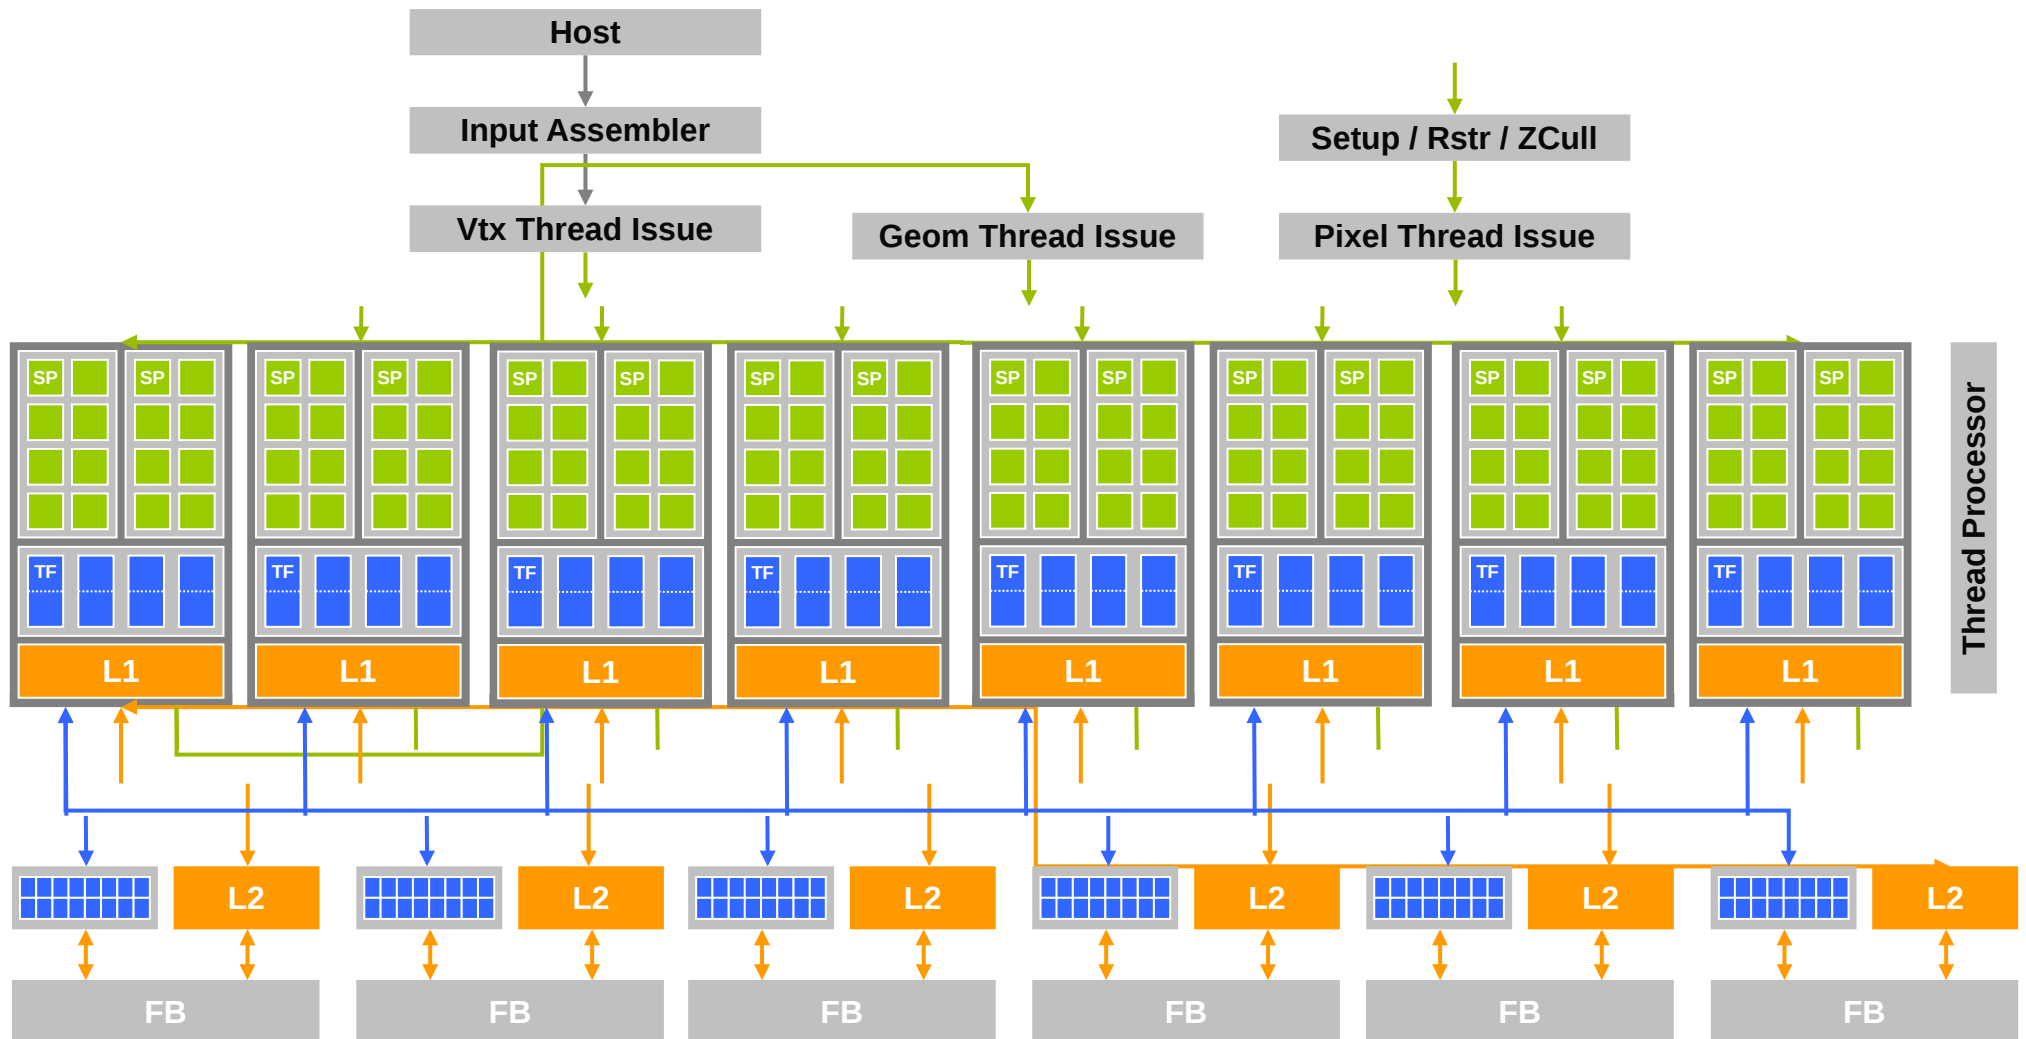 Host
Input Assembler
Setup / Rstr / ZCull
Vtx Thread Issue
Geom Thread Issue
Pixel Thread Issue
SP SP SP SP SP SP SP SP SP SP SP SP SP SP SP SP
Thread Processor
TF TF TF TF TF TF TF TF
L1 L1 L1 L1 L1 L1 L1 L1
L2 L2 L2 L2 L2 L2
FB FB FB FB FB FB